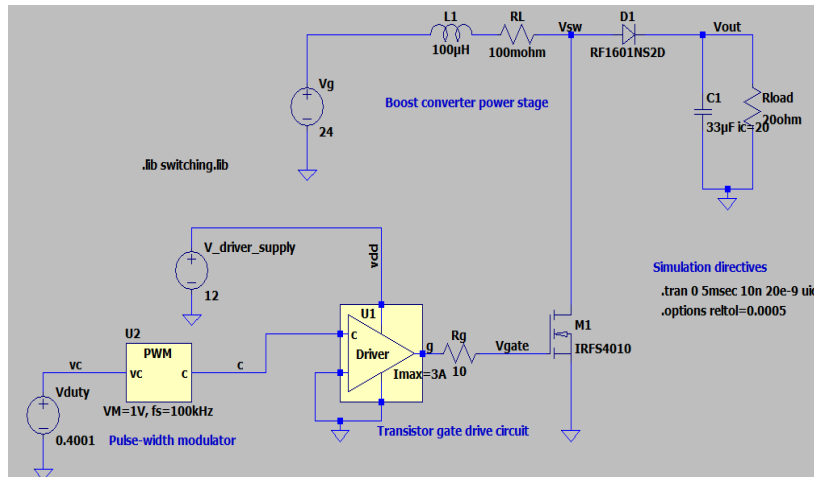 L1
100µH
RL
100mohm
Vsw
D1
RF1601NS2D
Vout
Vg
24
Boost converter power stage
C1
33µF ic=20
Rload
20ohm
.lib switching.lib
V_driver_supply
12
vdd
Simulation directives
.tran 0 5msec 10n 20e-9 uic
.options reltol=0.0005
U1
c
Driver
g
Imax=3A
Rg
10
Vgate
M1
IRFS4010
U2
PWM
vc
vc
c
c
VM=1V, fs=100kHz
Vduty
0.4001
Pulse-width modulator
Transistor gate drive circuit